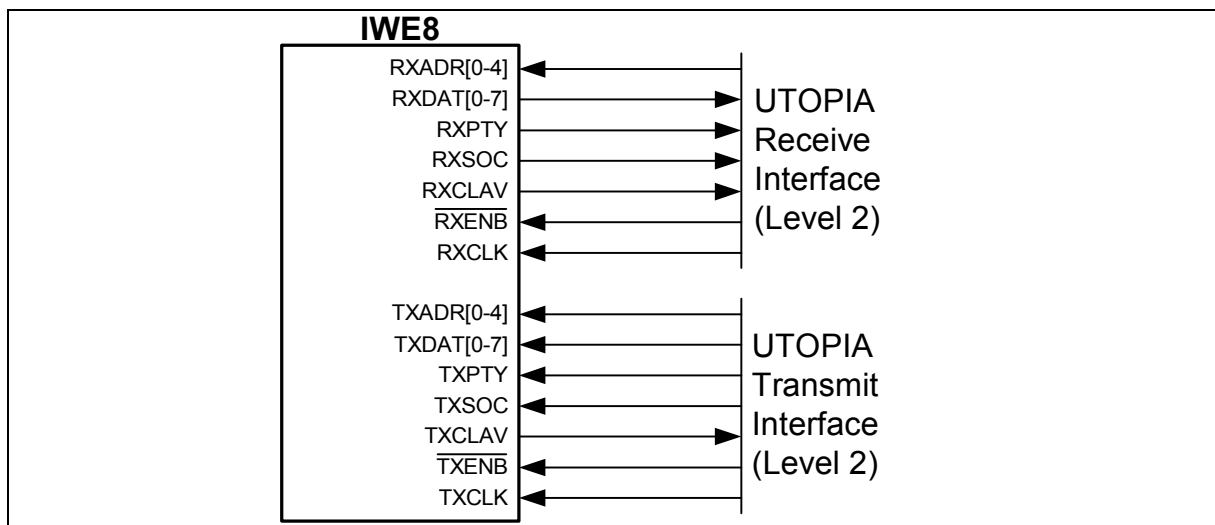 IWE8
RXADR[0-4]
RXDAT[0-7]
RXPTY
RXSOC
RXCLAV
RXENB
RXCLK
UTOPIA
Receive
Interface
(Level 2)
TXADR[0-4]
TXDAT[0-7]
TXPTY
TXSOC
TXCLAV
TXENB
TXCLK
UTOPIA
Transmit
Interface
(Level 2)